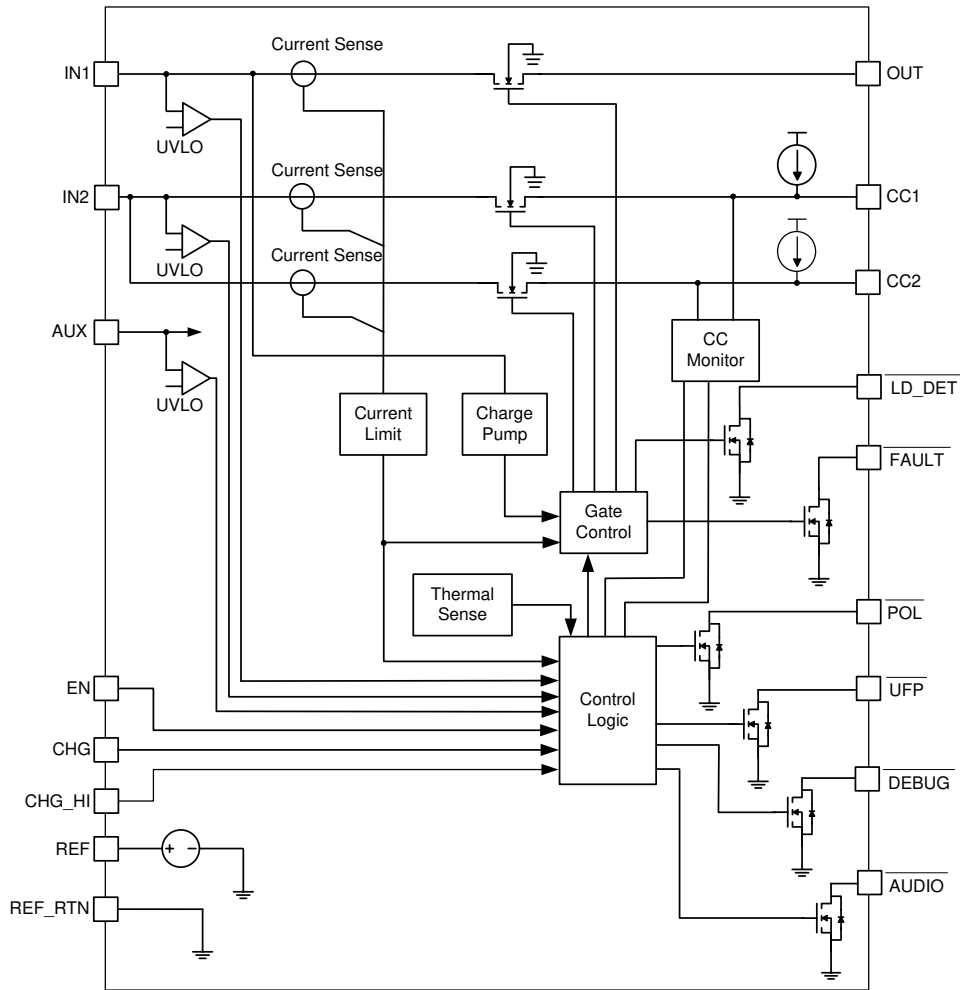 Current Sense
IN1
OUT
UVLO
Current Sense
IN2
CC1
UVLO
Current Sense
CC2
AUX
CC
Monitor
UVLO
LD_DET
Current
Limit
Charge
Pump
FAULT
Gate
Control
Thermal
Sense
POL
EN
UFP
Control
Logic
CHG
DEBUG
CHG_HI
REF
+ -
AUDIO
REF_RTN